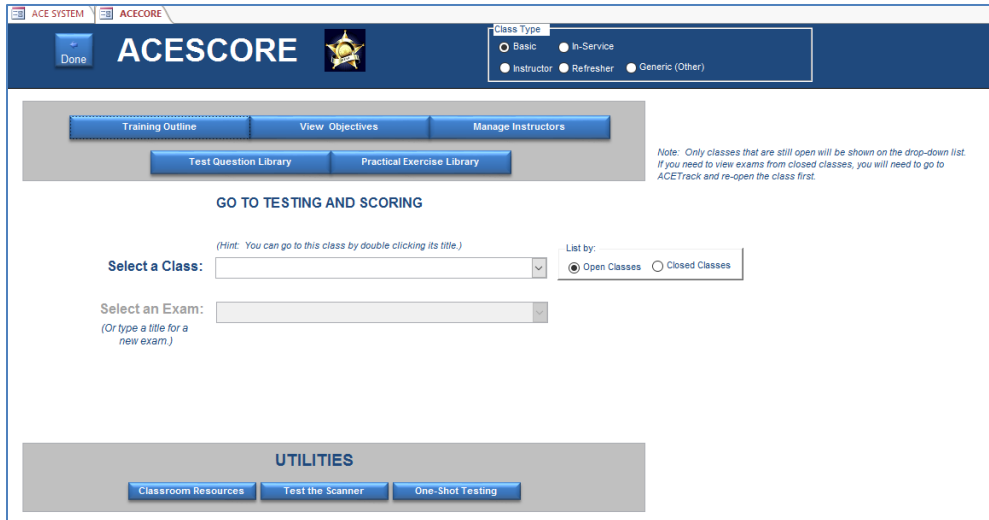 ACE SYSTEM ACECORE
Class Type
Done ACESCORE
Basic In-Service
Instructor Refresher Generic (Other)
Training Outline View Objectives Manage Instructors
Test Question Library Practical Exercise Library
Note: Only classes that are still open will be shown on the drop-down list.
If you need to view exams from closed classes, you will need to go to
ACETrack and re-open the class first.
GO TO TESTING AND SCORING
(Hint: You can go to this class by double clicking its title.)
List by:
Select a Class:
Open Classes Closed Classes
Select an Exam:
(Or type a title for a
new exam.)
UTILITIES
Classroom Resources Test the Scanner One-Shot Testing